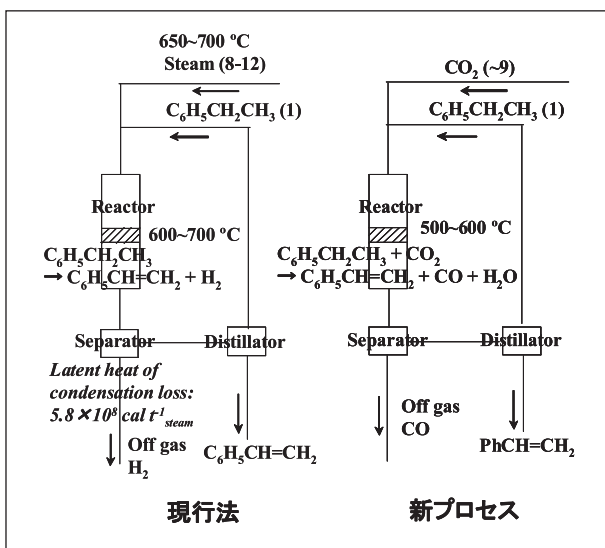 650~700 ºC
Steam (8-12)
C₆H₅CH₂CH₃ (1)
Reactor
600~700 ºC
C₆H₅CH₂CH₃
→ C₆H₅CH=CH₂ + H₂
Separator
Distillator
Latent heat of
condensation loss:
5.8×10⁸ cal t⁻¹steam
Off gas
H₂
C₆H₅CH=CH₂
現行法
CO₂ (~9)
C₆H₅CH₂CH₃ (1)
Reactor
500~600 ºC
C₆H₅CH₂CH₃ + CO₂
→ C₆H₅CH=CH₂ + CO + H₂O
Separator
Distillator
Off gas
CO
PhCH=CH₂
新プロセス